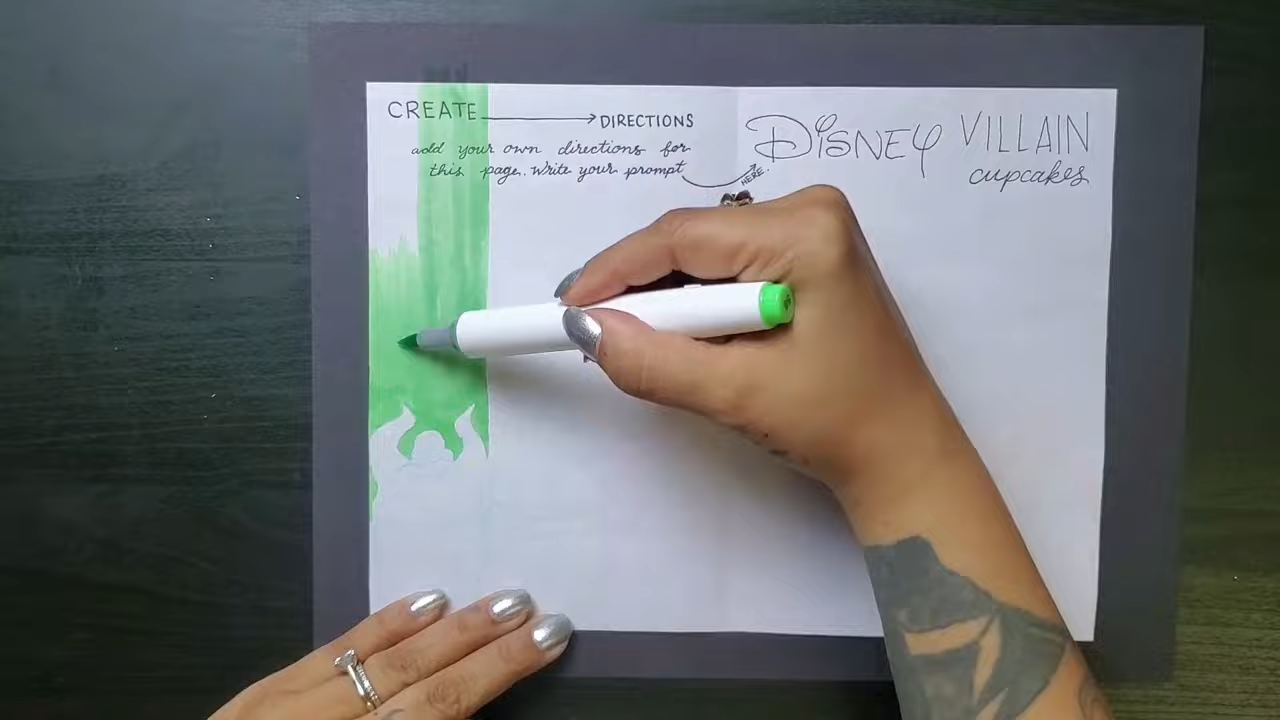 CREATE DIRECTIONS
add your own directions for
this page. Write your prompt
HERE.
DISNEY VILLAIN
cupcakes